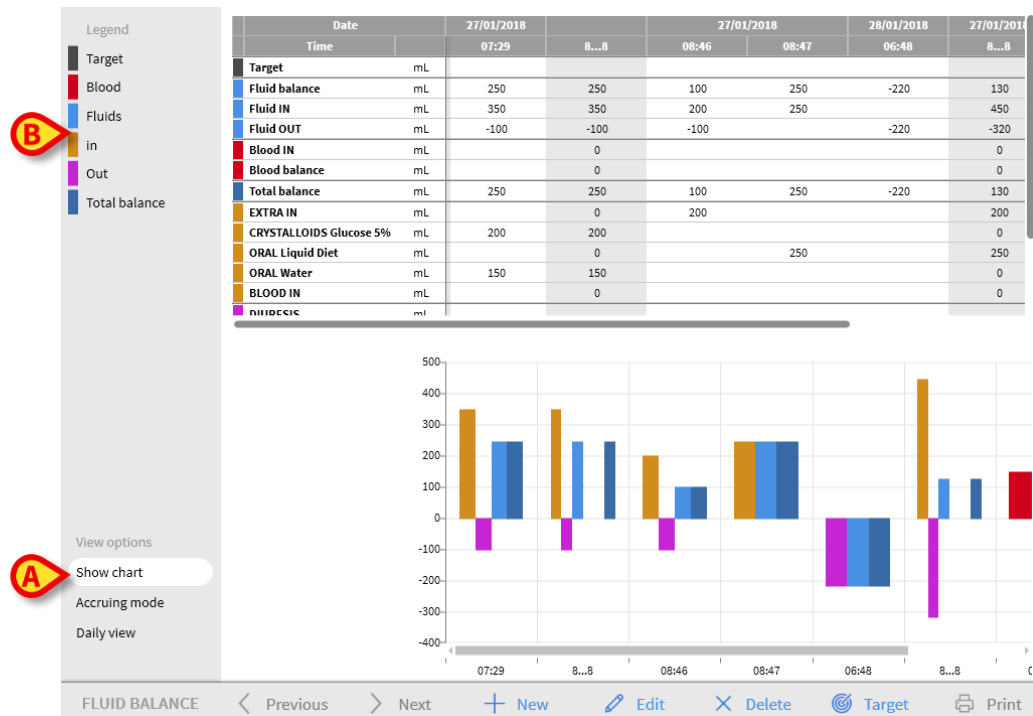 Legend
Target
Blood
Fluids
in
Out
Total balance
B
Date 27/01/2018 27/01/2018 28/01/2018 27/01/2018
Time 07:29 8...8 08:46 08:47 06:48 8...8
Target mL
Fluid balance mL 250 250 100 250 -220 130
Fluid IN mL 350 350 200 250 450
Fluid OUT mL -100 -100 -100 -220 -320
Blood IN mL 0 0
Blood balance mL 0 0
Total balance mL 250 250 100 250 -220 130
EXTRA IN mL 0 200 200
CRYSTALLOIDS Glucose 5% mL 200 200 0
ORAL Liquid Diet mL 0 250 250
ORAL Water mL 150 150 0
BLOOD IN mL 0 0
DIURESIS mL
500
400
300
200
100
0
-100
-200
-300
-400
07:29 8...8 08:46 08:47 06:48 8...8
View options
A
Show chart
Accruing mode
Daily view
FLUID BALANCE Previous Next New Edit Delete Target Print